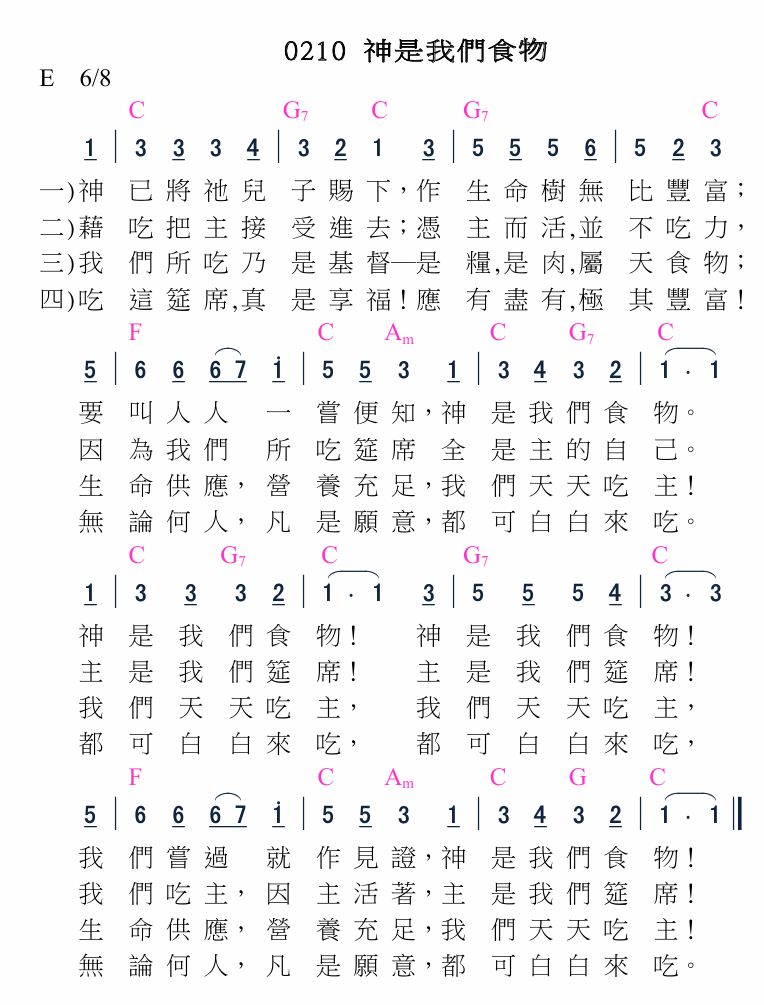 0210 神是我們食物
E 6/8
C G7 C G7 C
1 | 3 3 3 4 | 3 2 1 3 | 5 5 5 6 | 5 2 3
一)神 已將祂兒 子賜下，作 生命樹無 比豐富；
二)藉 吃把主接 受進去；憑 主而活,並 不吃力，
三)我 們所吃乃 是基督─是 糧,是肉,屬 天食物；
四)吃 這筵席,真 是享福！應 有盡有,極 其豐富！
F C Am C G7 C
5 | 6 6 6 7 i | 5 5 3 1 | 3 4 3 2 | 1 · 1
要 叫人人 一 嘗便知，神 是我們食 物。
因 為我們 所 吃筵席 全 是主的自 己。
生 命供應，營 養充足，我 們天天吃 主！
無 論何人，凡 是願意，都 可白白來 吃。
C G7 C G7 C
1 | 3 3 3 2 | 1 · 1 3 | 5 5 5 4 | 3 · 3
神 是我們食 物！ 神 是我們食 物！
主 是我們筵 席！ 主 是我們筵 席！
我 們天天吃 主， 我 們天天吃 主，
都 可白白來 吃， 都 可白白來 吃，
F C Am C G C
5 | 6 6 6 7 i | 5 5 3 1 | 3 4 3 2 | 1 · 1 ‖
我 們嘗過 就 作見證，神 是我們食 物！
我 們吃主，因 主活著，主 是我們筵 席！
生 命供應，營 養充足，我 們天天吃 主！
無 論何人，凡 是願意，都 可白白來 吃。